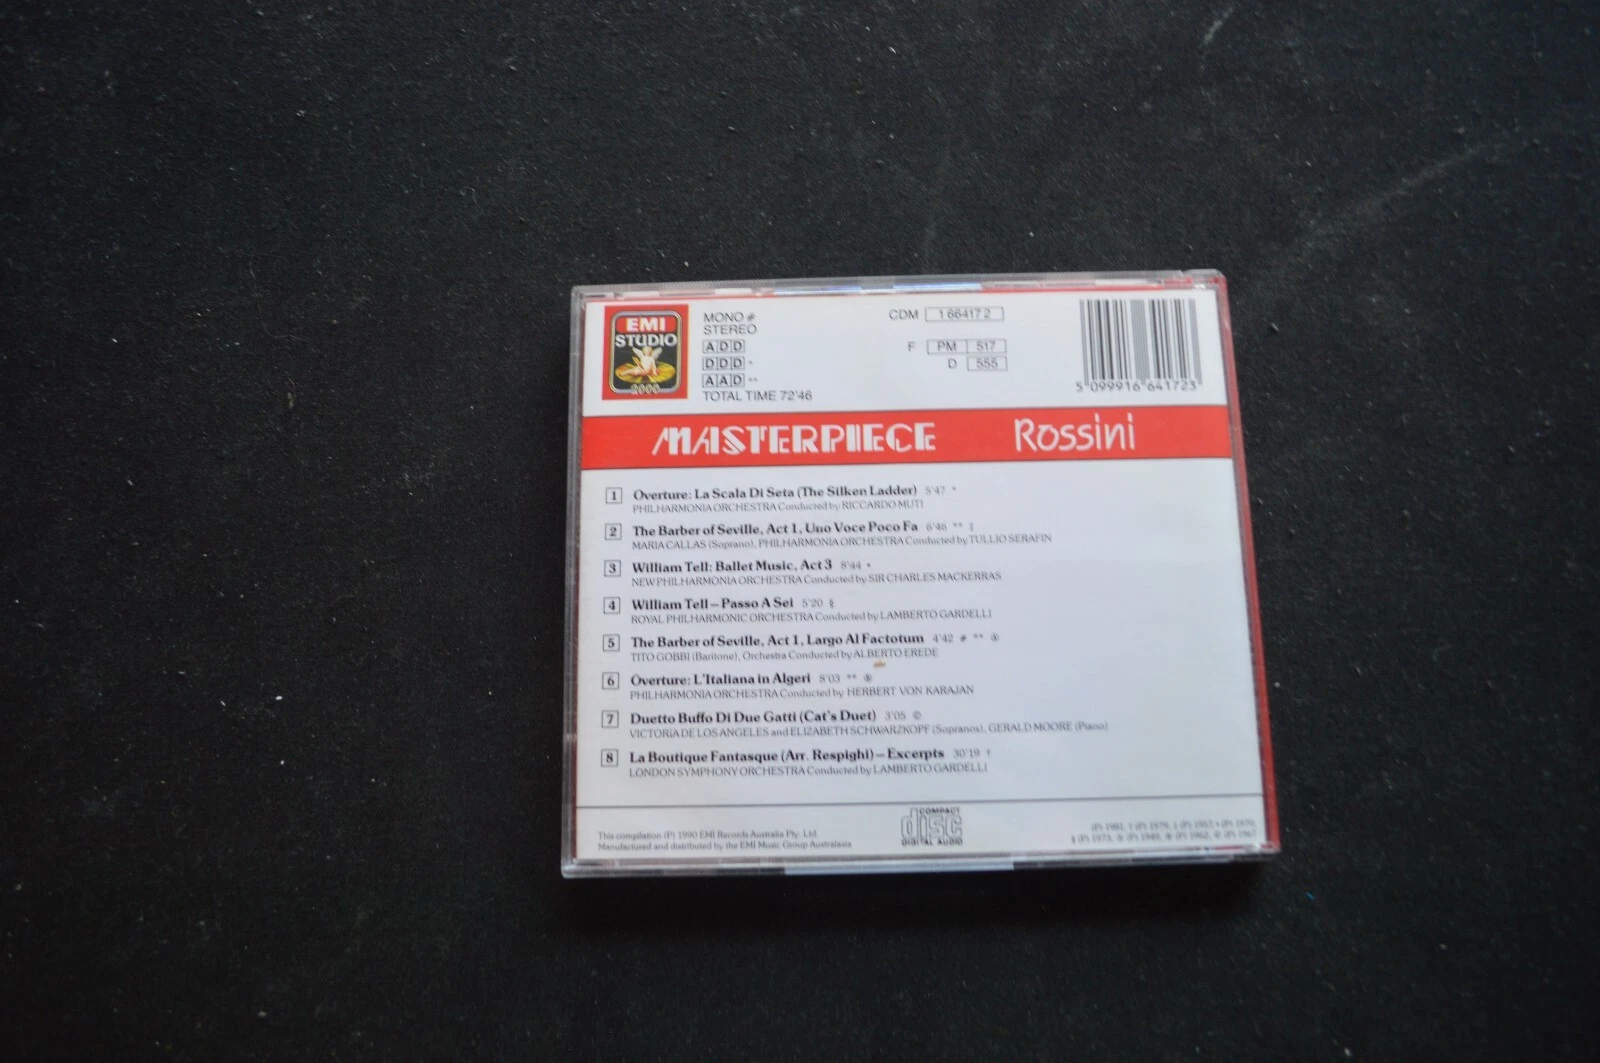 EMI
STUDIO
2000
MONO #
STEREO
ADD
DDD *
AAD **
TOTAL TIME 72'46
CDM 1 66417 2
F PM 517
D 555
5 099916 641723
MASTERPIECE Rossini
1 Overture: La Scala Di Seta (The Silken Ladder) 5'47 *
PHILHARMONIA ORCHESTRA Conducted by RICCARDO MUTI
2 The Barber of Seville, Act 1, Uno Voce Poco Fa 6'46 ** ‡
MARIA CALLAS (Soprano), PHILHARMONIA ORCHESTRA Conducted by TULLIO SERAFIN
3 William Tell: Ballet Music, Act 3 8'44 •
NEW PHILHARMONIA ORCHESTRA Conducted by SIR CHARLES MACKERRAS
4 William Tell – Passo A Sei 5'20 §
ROYAL PHILHARMONIC ORCHESTRA Conducted by LAMBERTO GARDELLI
5 The Barber of Seville, Act 1, Largo Al Factotum 4'42 # **
TITO GOBBI (Baritone), Orchestra Conducted by ALBERTO EREDE
6 Overture: L'Italiana in Algeri 8'03 **
PHILHARMONIA ORCHESTRA Conducted by HERBERT VON KARAJAN
7 Duetto Buffo Di Due Gatti (Cat's Duet) 3'05 ©
VICTORIA DE LOS ANGELES and ELIZABETH SCHWARZKOPF (Sopranos), GERALD MOORE (Piano)
8 La Boutique Fantasque (Arr. Respighi) – Excerpts 30'19 †
LONDON SYMPHONY ORCHESTRA Conducted by LAMBERTO GARDELLI
This compilation (P) 1990 EMI Records Australia Pty. Ltd.
Manufactured and distributed by the EMI Music Group Australasia
COMPACT
disc
DIGITAL AUDIO